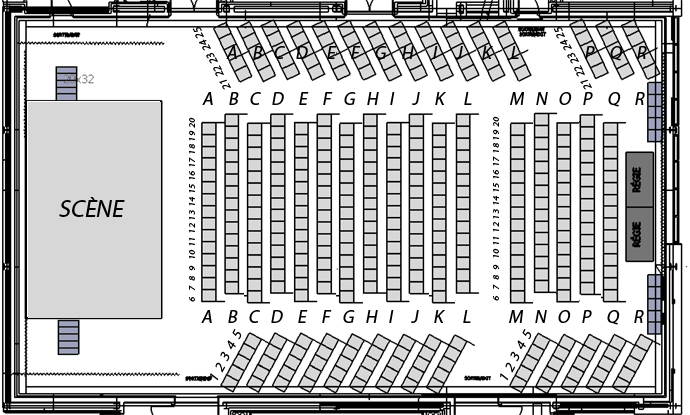 21 22 23 24 25
A B C D E F G H I J K L
21 22 23 24 25
P Q R
x32
A B C D E F G H I J K L
M N O P Q R
SCÈNE
6 7 8 9 10 11 12 13 14 15 16 17 18 19 20
6 7 8 9 10 11 12 13 14 15 16 17 18 19 20
RÉGIE
RÉGIE
A B C D E F G H I J K L
M N O P Q R
1 2 3 4 5
1 2 3 4 5